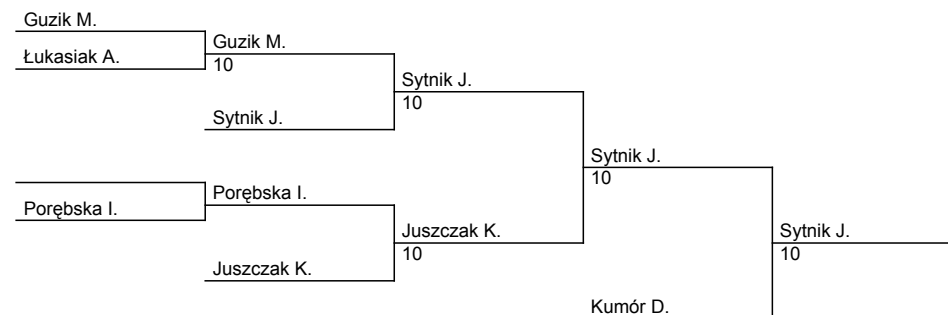 Guzik M.
Łukasiak A.
Guzik M.
10
Sytnik J.
Sytnik J.
10
Porębska I.
Porębska I.
Juszczak K.
Juszczak K.
10
Sytnik J.
10
Kumór D.
Sytnik J.
10